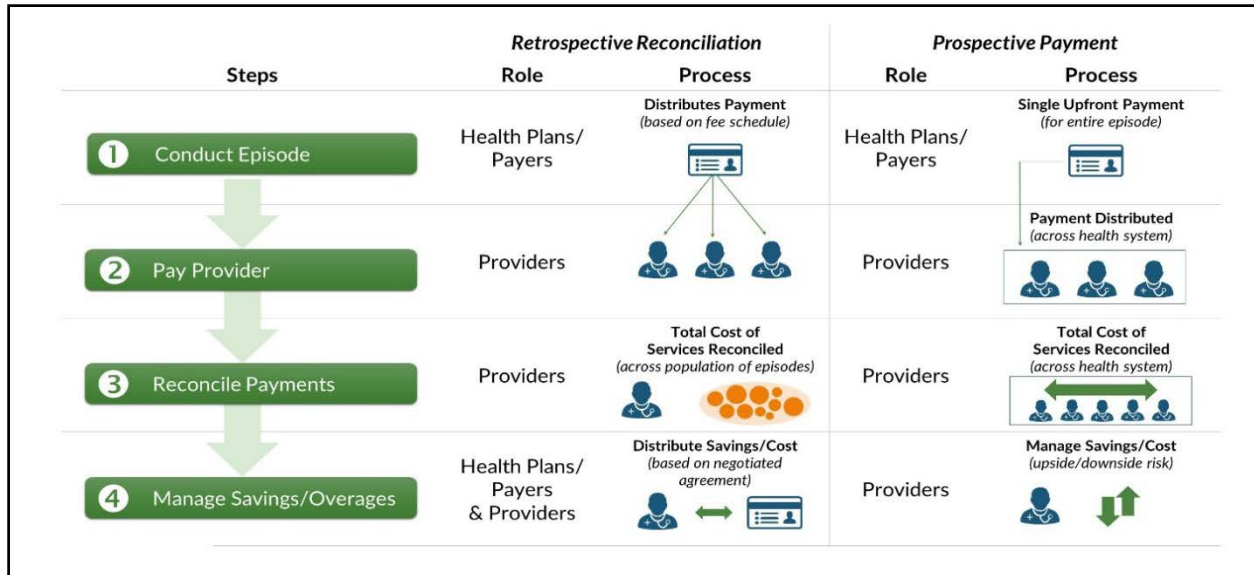 Retrospective Reconciliation
Prospective Payment
Steps
Role
Process
Role
Process
1
Conduct Episode
Health Plans/
Payers
Distributes Payment
(based on fee schedule)
Health Plans/
Payers
Single Upfront Payment
(for entire episode)
2
Pay Provider
Providers
Providers
Payment Distributed
(across health system)
3
Reconcile Payments
Providers
Total Cost of
Services Reconciled
(across population of episodes)
Providers
Total Cost of
Services Reconciled
(across health system)
4
Manage Savings/Overages
Health Plans/
Payers
& Providers
Distribute Savings/Cost
(based on negotiated
agreement)
Providers
Manage Savings/Cost
(upside/downside risk)